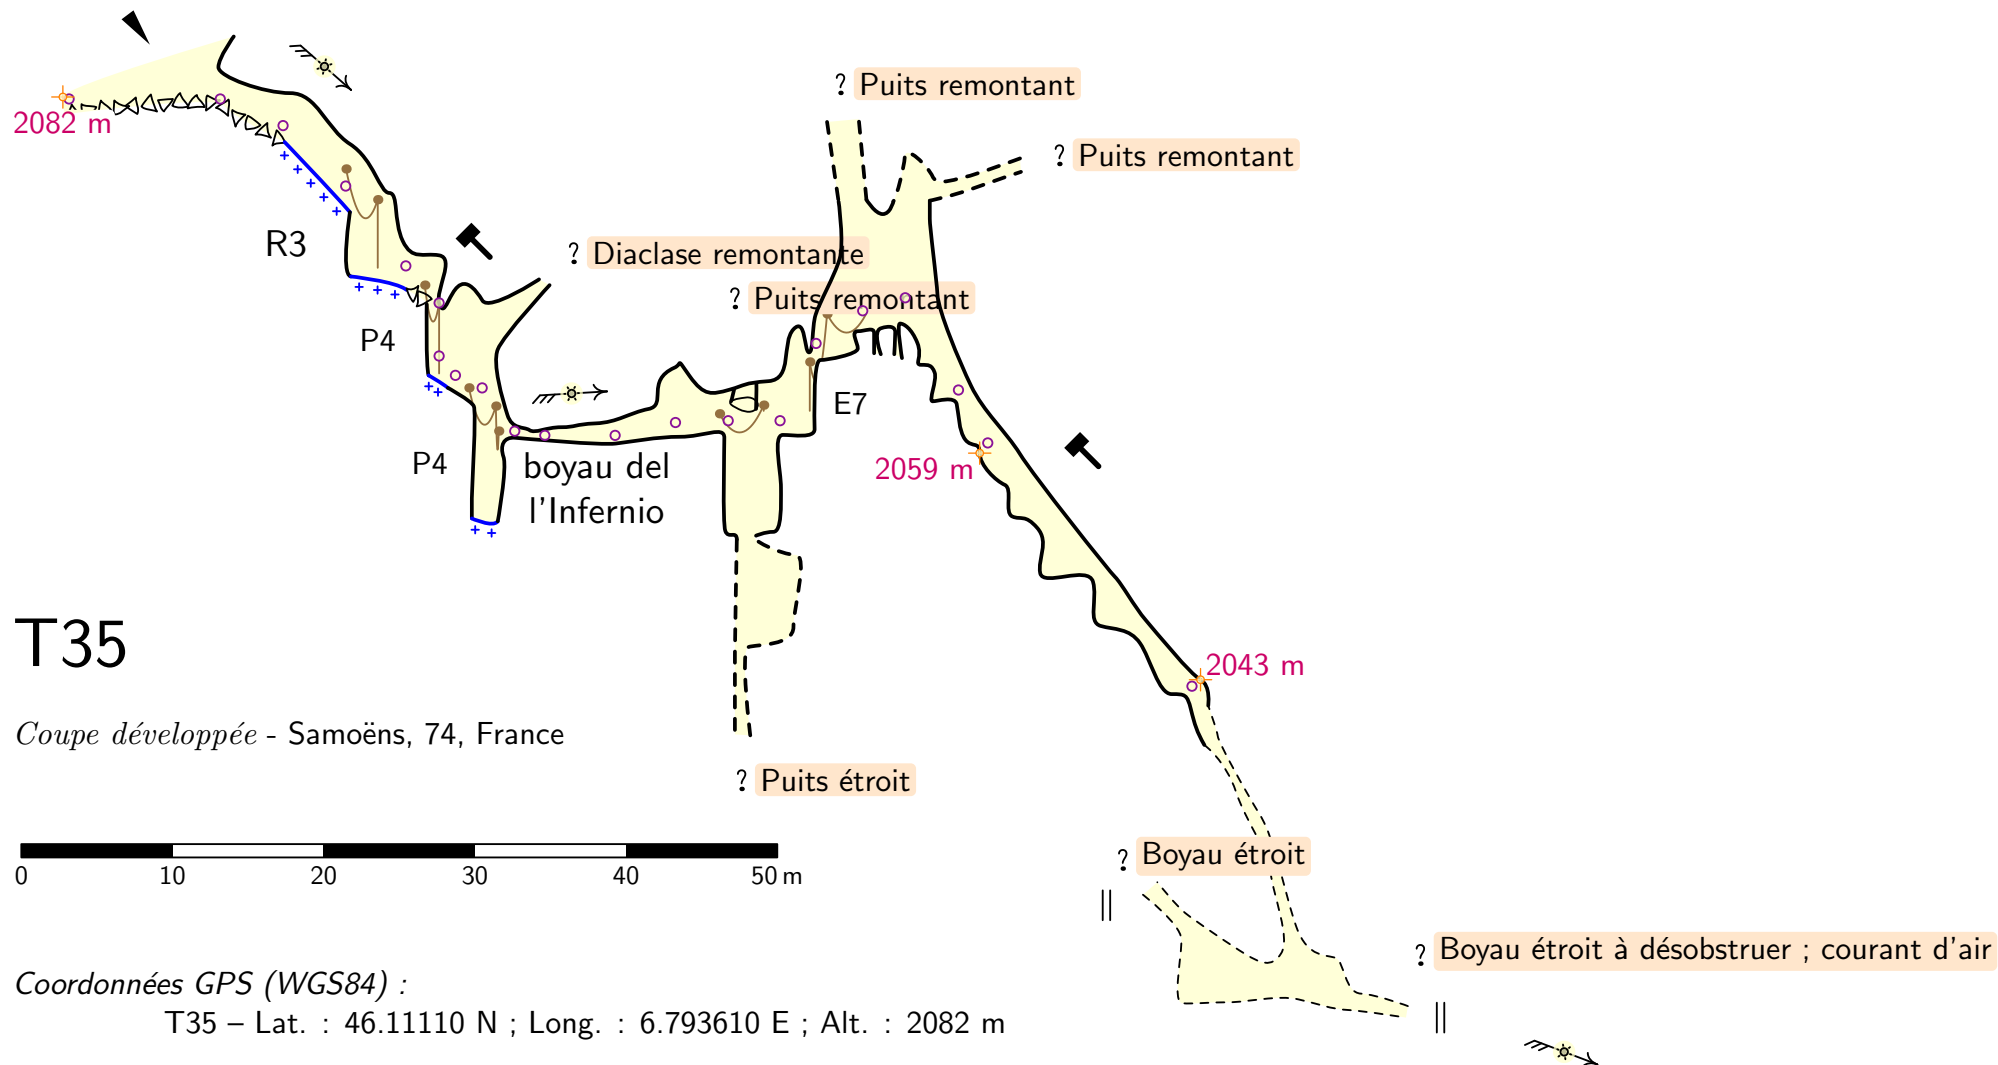 ? Puits remontant
2082 m
? Puits remontant
R3
? Diaclase remontante
? Puits remontant
P4
E7
P4
boyau del
l'Infernio
2059 m
T35
2043 m
Coupe développée - Samoëns, 74, France
? Puits étroit
? Boyau étroit
0 10 20 30 40 50 m
? Boyau étroit à désobstruer ; courant d'air
Coordonnées GPS (WGS84) :
T35 – Lat. : 46.11110 N ; Long. : 6.793610 E ; Alt. : 2082 m